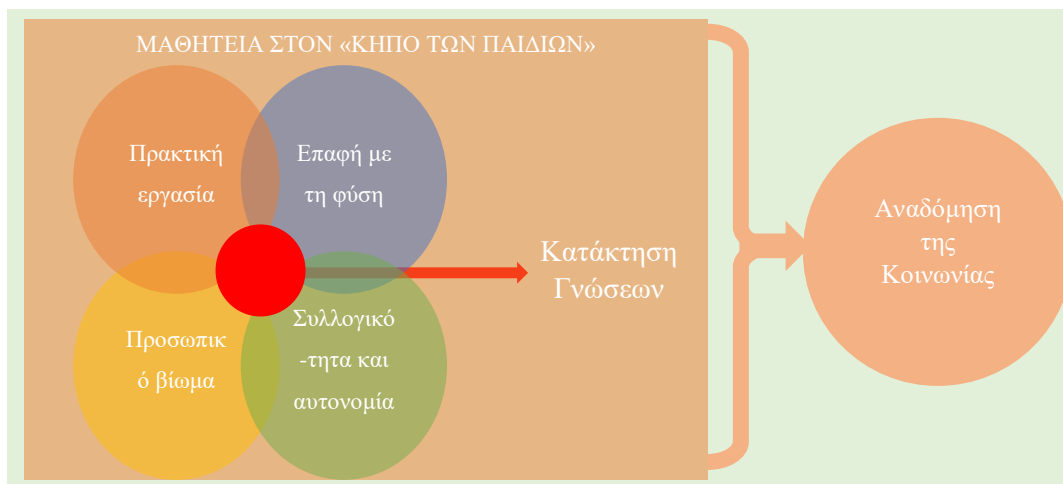 ΜΑΘΗΤΕΙΑ ΣΤΟΝ «ΚΗΠΟ ΤΩΝ ΠΑΙΔΙΩΝ»
Πρακτική
εργασία
Επαφή με
τη φύση
Προσωπικ
ό βίωμα
Συλλογικό
-τητα και
αυτονομία
Κατάκτηση
Γνώσεων
Αναδόμηση
της
Κοινωνίας